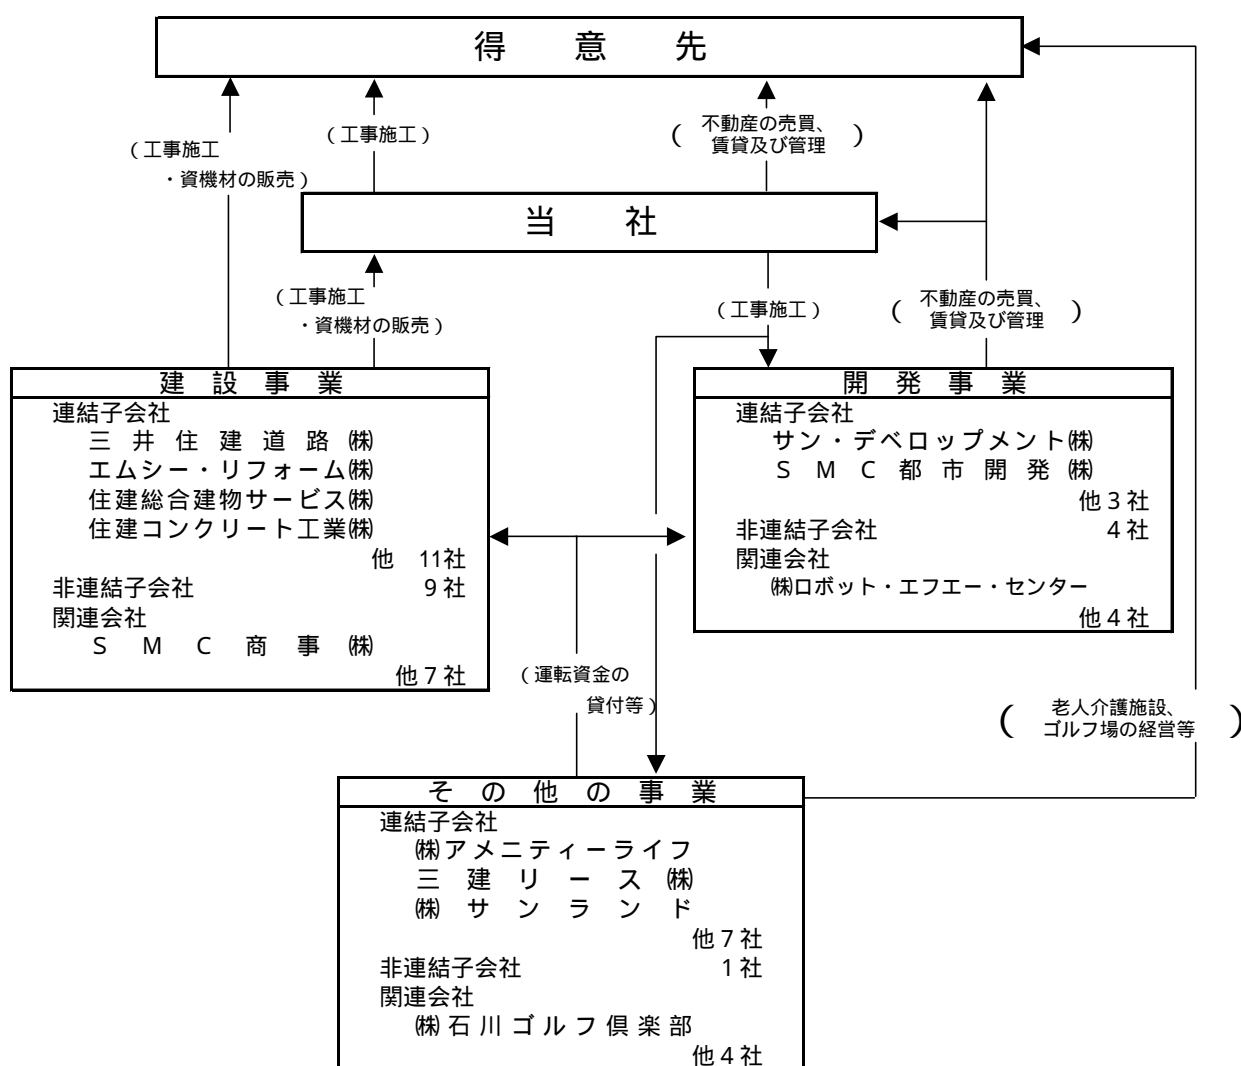 得意先
(工事施工
・資機材の販売)
(工事施工)
(不動産の売買、
賃貸及び管理)
当社
(工事施工
・資機材の販売)
(工事施工)
(不動産の売買、
賃貸及び管理)
建設事業
連結子会社
三井住建道路㈱
エムシー・リフォーム㈱
住建総合建物サービス㈱
住建コンクリート工業㈱
他 11社
非連結子会社 9社
関連会社
SMC商事㈱
他7社
開発事業
連結子会社
サン・デベロップメント㈱
SMC都市開発㈱
他3社
非連結子会社 4社
関連会社
㈱ロボット・エフエー・センター
他4社
(運転資金の
貸付等)
(老人介護施設、
ゴルフ場の経営等)
その他の事業
連結子会社
㈱アメニティーライフ
三建リース㈱
㈱サンランド
他7社
非連結子会社 1社
関連会社
㈱石川ゴルフ倶楽部
他4社